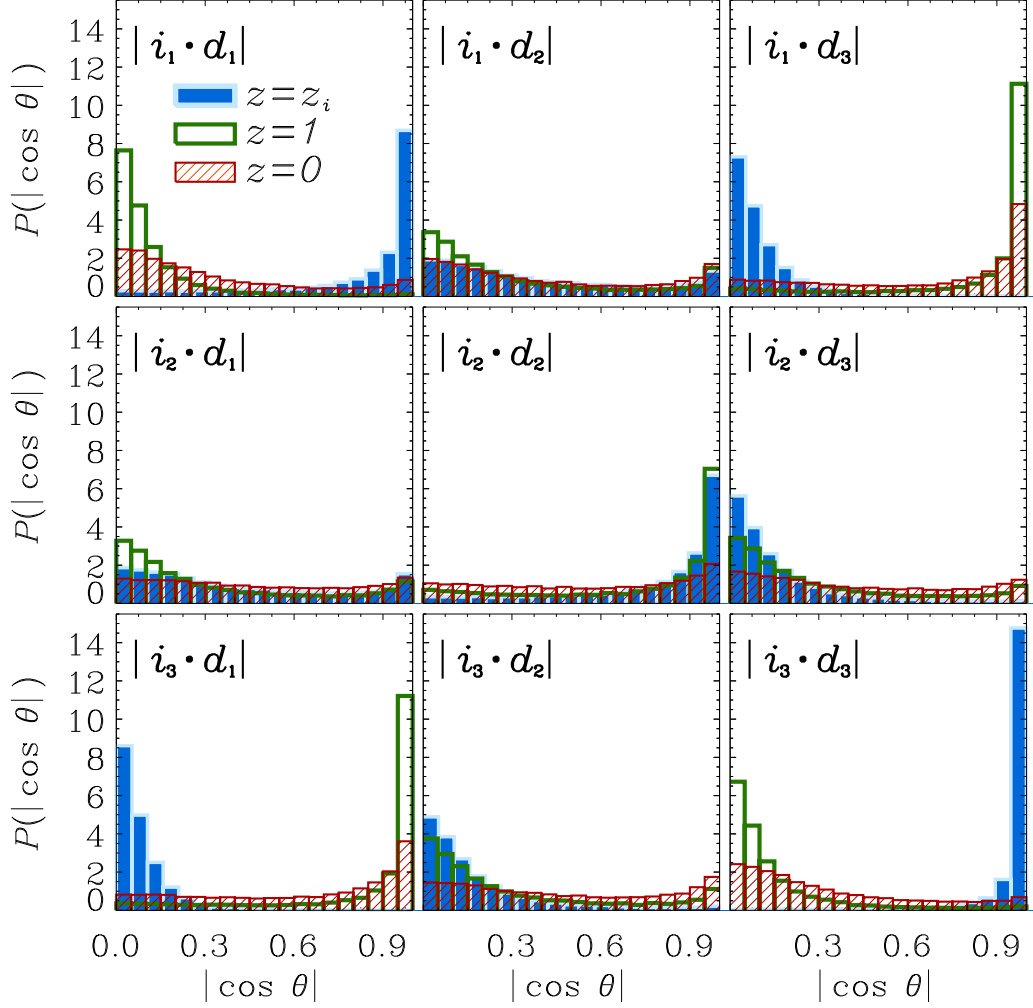 14
12
10
8
6
4
2
0
P(|cos θ|)
| i₁ • d₁|
z=zᵢ
z=1
z=0
| i₁ • d₂|
| i₁ • d₃|
14
12
10
8
6
4
2
0
P(|cos θ|)
| i₂ • d₁|
| i₂ • d₂|
| i₂ • d₃|
14
12
10
8
6
4
2
0
P(|cos θ|)
| i₃ • d₁|
| i₃ • d₂|
| i₃ • d₃|
0.0 0.3 0.6 0.9 0.3 0.6 0.9 0.3 0.6 0.9
|cos θ| |cos θ| |cos θ|